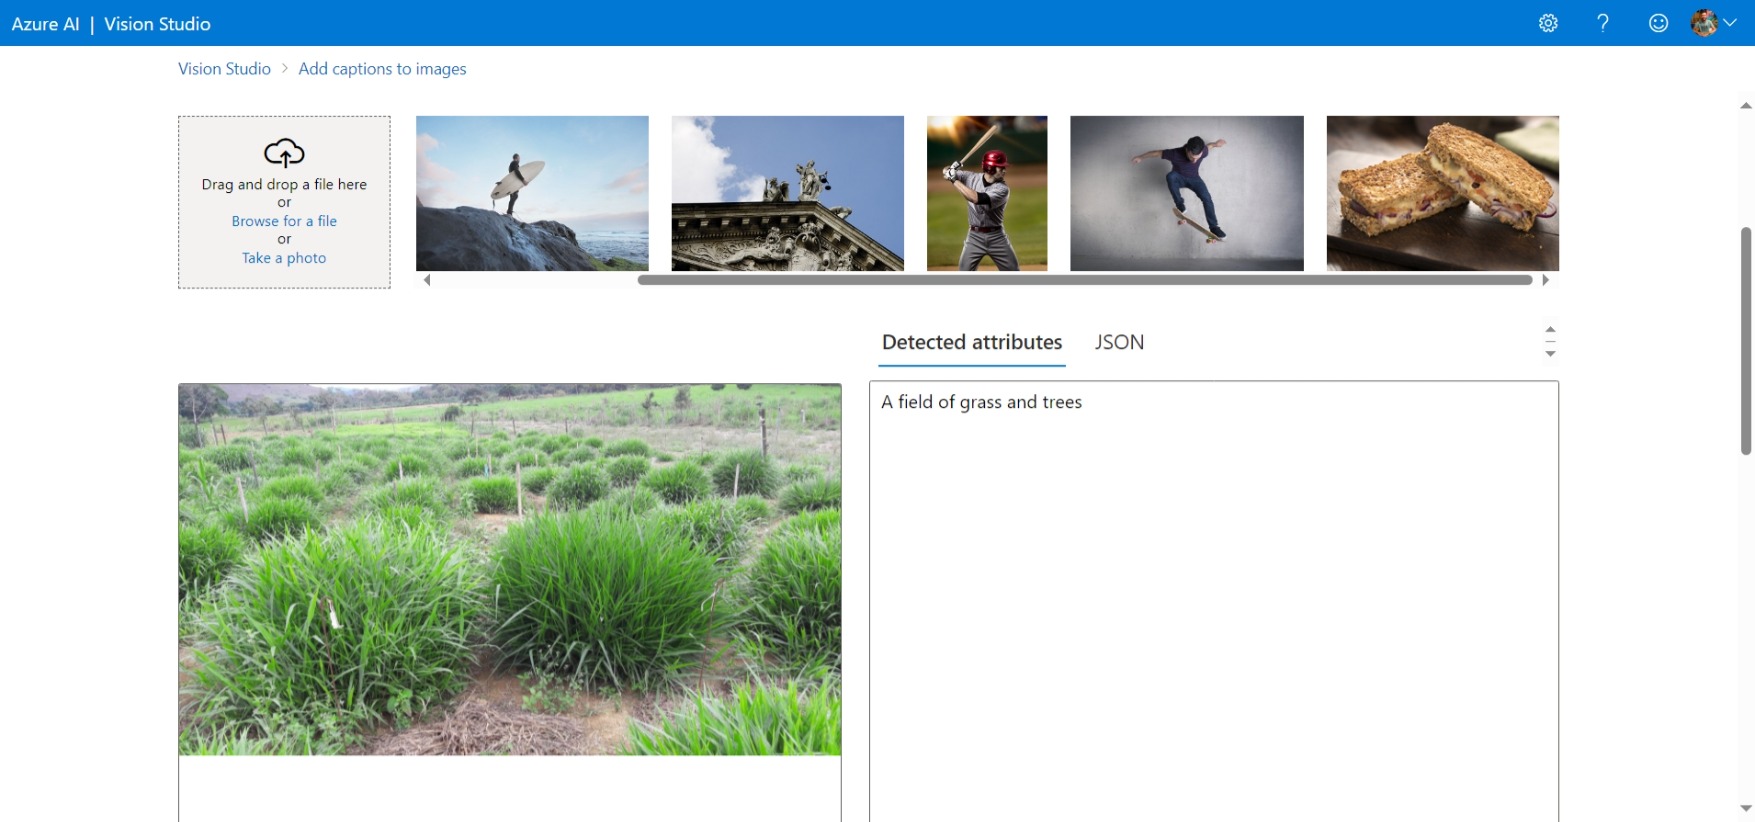 Azure AI | Vision Studio
Vision Studio > Add captions to images
Drag and drop a file here
or
Browse for a file
or
Take a photo
Detected attributes JSON
A field of grass and trees